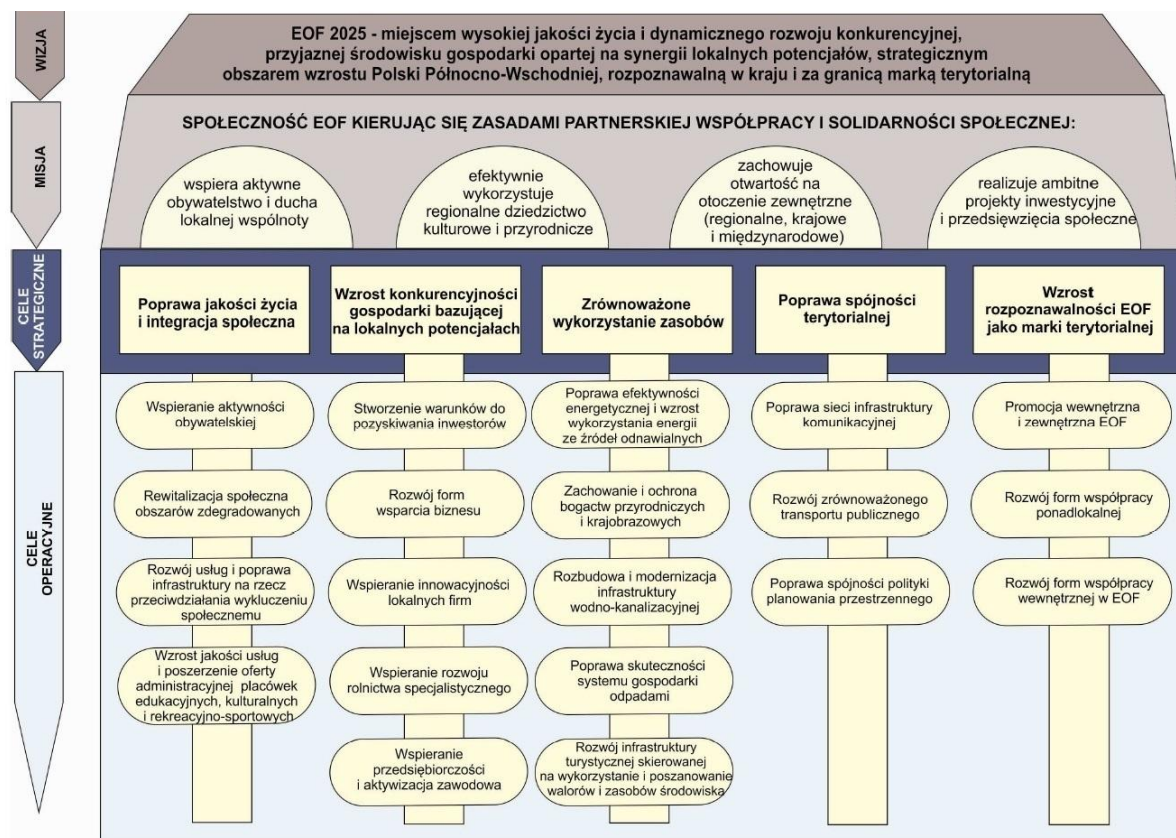 WIZJA
EOF 2025 - miejscem wysokiej jakości życia i dynamicznego rozwoju konkurencyjnej,
przyjaznej środowisku gospodarki opartej na synergii lokalnych potencjałów, strategicznym
obszarem wzrostu Polski Północno-Wschodniej, rozpoznawalną w kraju i za granicą marką terytorialną
MISJA
SPOŁECZNOŚĆ EOF KIERUJĄC SIĘ ZASADAMI PARTNERSKIEJ WSPÓŁPRACY I SOLIDARNOŚCI SPOŁECZNEJ:
wspiera aktywne
obywatelstwo i ducha
lokalnej wspólnoty
efektywnie
wykorzystuje
regionalne dziedzictwo
kulturowe i przyrodnicze
zachowuje
otwartość na
otoczenie zewnętrzne
(regionalne, krajowe
i międzynarodowe)
realizuje ambitne
projekty inwestycyjne
i przedsięwzięcia społeczne
CELE
STRATEGICZNE
Poprawa jakości życia
i integracja społeczna
Wzrost konkurencyjności
gospodarki bazującej
na lokalnych potencjałach
Zrównoważone
wykorzystanie zasobów
Poprawa spójności
terytorialnej
Wzrost
rozpoznawalności EOF
jako marki terytorialnej
CELE
OPERACYJNE
Wspieranie aktywności
obywatelskiej
Rewitalizacja społeczna
obszarów zdegradowanych
Rozwój usług i poprawa
infrastruktury na rzecz
przeciwdziałania wykluczeniu
społecznemu
Wzrost jakości usług
i poszerzenie oferty
administracyjnej placówek
edukacyjnych, kulturalnych
i rekreacyjno-sportowych
Stworzenie warunków do
pozyskiwania inwestorów
Rozwój form
wsparcia biznesu
Wspieranie innowacyjności
lokalnych firm
Wspieranie rozwoju
rolnictwa specjalistycznego
Wspieranie
przedsiębiorczości
i aktywizacja zawodowa
Poprawa efektywności
energetycznej i wzrost
wykorzystania energii
ze źródeł odnawialnych
Zachowanie i ochrona
bogactw przyrodniczych
i krajobrazowych
Rozbudowa i modernizacja
infrastruktury
wodno-kanalizacyjnej
Poprawa skuteczności
systemu gospodarki
odpadami
Rozwój infrastruktury
turystycznej skierowanej
na wykorzystanie i poszanowanie
walorów i zasobów środowiska
Poprawa sieci infrastruktury
komunikacyjnej
Rozwój zrównoważonego
transportu publicznego
Poprawa spójności polityki
planowania przestrzennego
Promocja wewnętrzna
i zewnętrzna EOF
Rozwój form współpracy
ponadlokalnej
Rozwój form współpracy
wewnętrznej w EOF